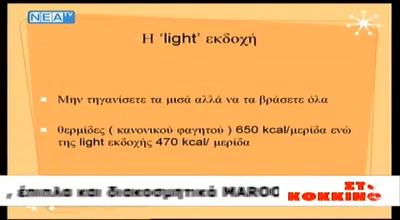 ΝΕΑ TV
Η ‘light’ εκδοχή
Μην τηγανίσετε τα μισά αλλά να τα βράσετε όλα
θερμίδες ( κανονικού φαγητού ) 650 kcal/μερίδα ενώ
της light εκδοχής 470 kcal/ μερίδα
, έπιπλα και διακοσμητικά MAROC
ΣΤΟ
ΚΟΚΚΙΝΟ